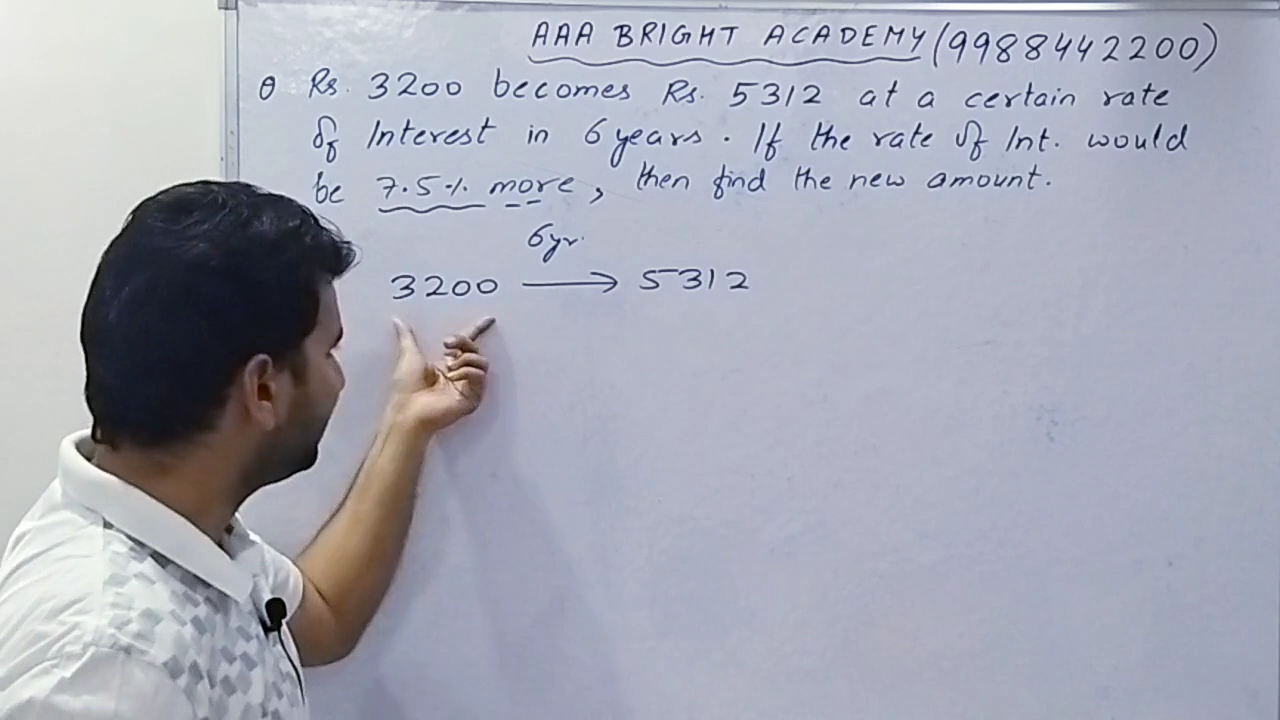 AAA BRIGHT ACADEMY (9988442200)
Q Rs. 3200 becomes Rs. 5312 at a certain rate
of Interest in 6 years. If the rate of Int. would
be 7.5% more, then find the new amount.
6yr.
3200 → 5312